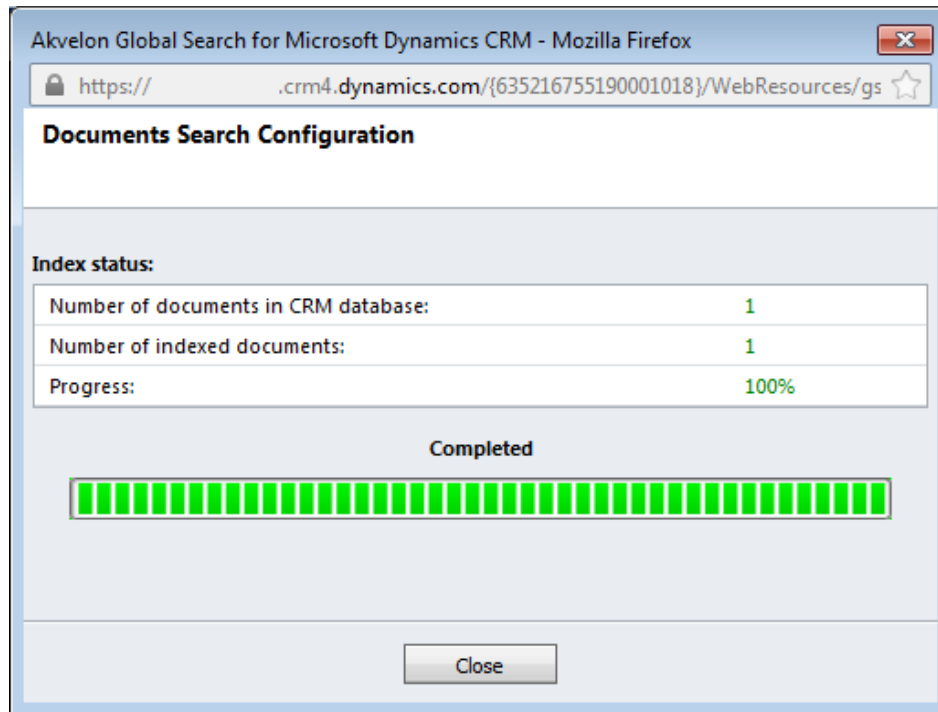 Akvelon Global Search for Microsoft Dynamics CRM - Mozilla Firefox
https:// .crm4.dynamics.com/{635216755190001018}/WebResources/gs
Documents Search Configuration
Index status:
Number of documents in CRM database: 1
Number of indexed documents: 1
Progress: 100%
Completed
Close